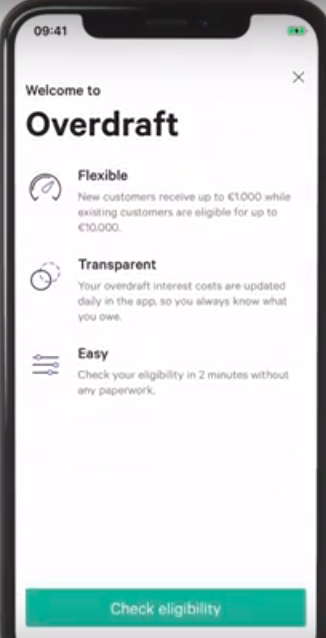 09:41
Welcome to
Overdraft
Flexible
New customers receive up to €1.000 while
existing customers are eligible for up to
€10.000.
Transparent
Your overdraft interest costs are updated
daily in the app, so you always know what
you owe.
Easy
Check your eligibility in 2 minutes without
any paperwork.
Check eligibility